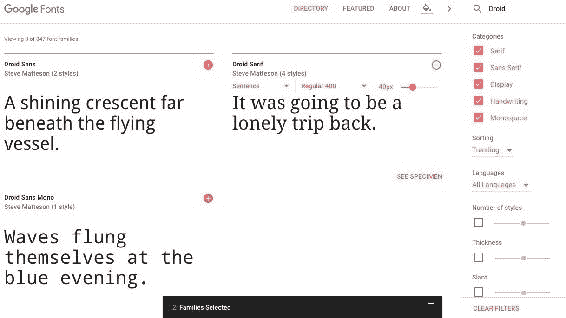 Google Fonts
DIRECTORY FEATURED ABOUT
Droid
Viewing 3 of 847 font families
Droid Sans
Steve Matteson (2 styles)
A shining crescent far
beneath the flying
vessel.
Droid Serif
Steve Matteson (4 styles)
Sentence Regular 400 40px
It was going to be a
lonely trip back.
SEE SPECIMEN
Droid Sans Mono
Steve Matteson (1 style)
Waves flung
themselves at the
blue evening.
2 Families Selected
Categories
Serif
Sans Serif
Display
Handwriting
Monospace
Sorting
Trending
Languages
All Languages
Number of styles
Thickness
Slant
CLEAR FILTERS